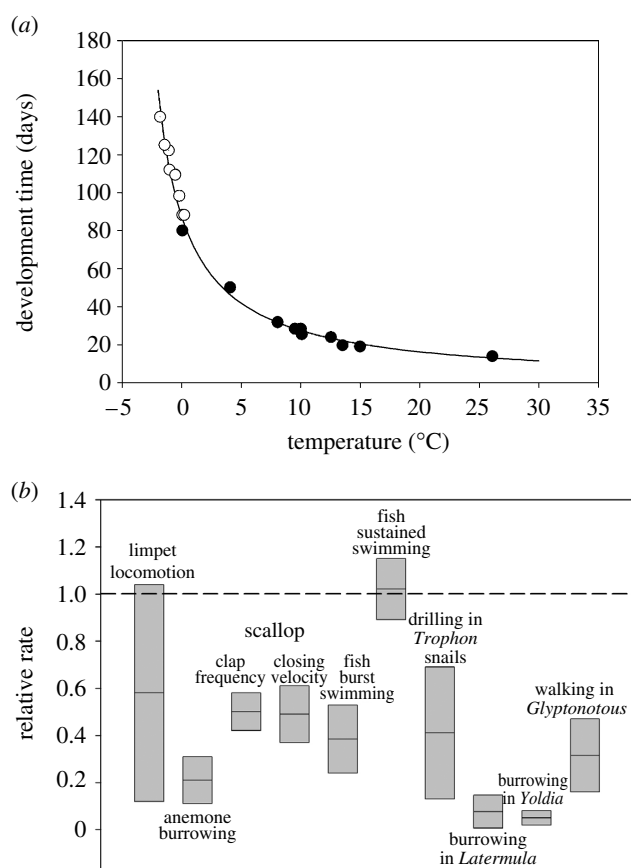 (a)
180
160
140
120
100
80
60
40
20
0
development time (days)
–5
0
5
10
15
20
25
30
35
temperature (°C)
(b)
1.4
1.2
1.0
0.8
0.6
0.4
0.2
0
relative rate
limpet
locomotion
anemone
burrowing
scallop
clap
frequency
closing
velocity
fish
burst
swimming
fish
sustained
swimming
drilling in
Trophon
snails
burrowing
in Latermula
burrowing
in Yoldia
walking in
Glyptonotous